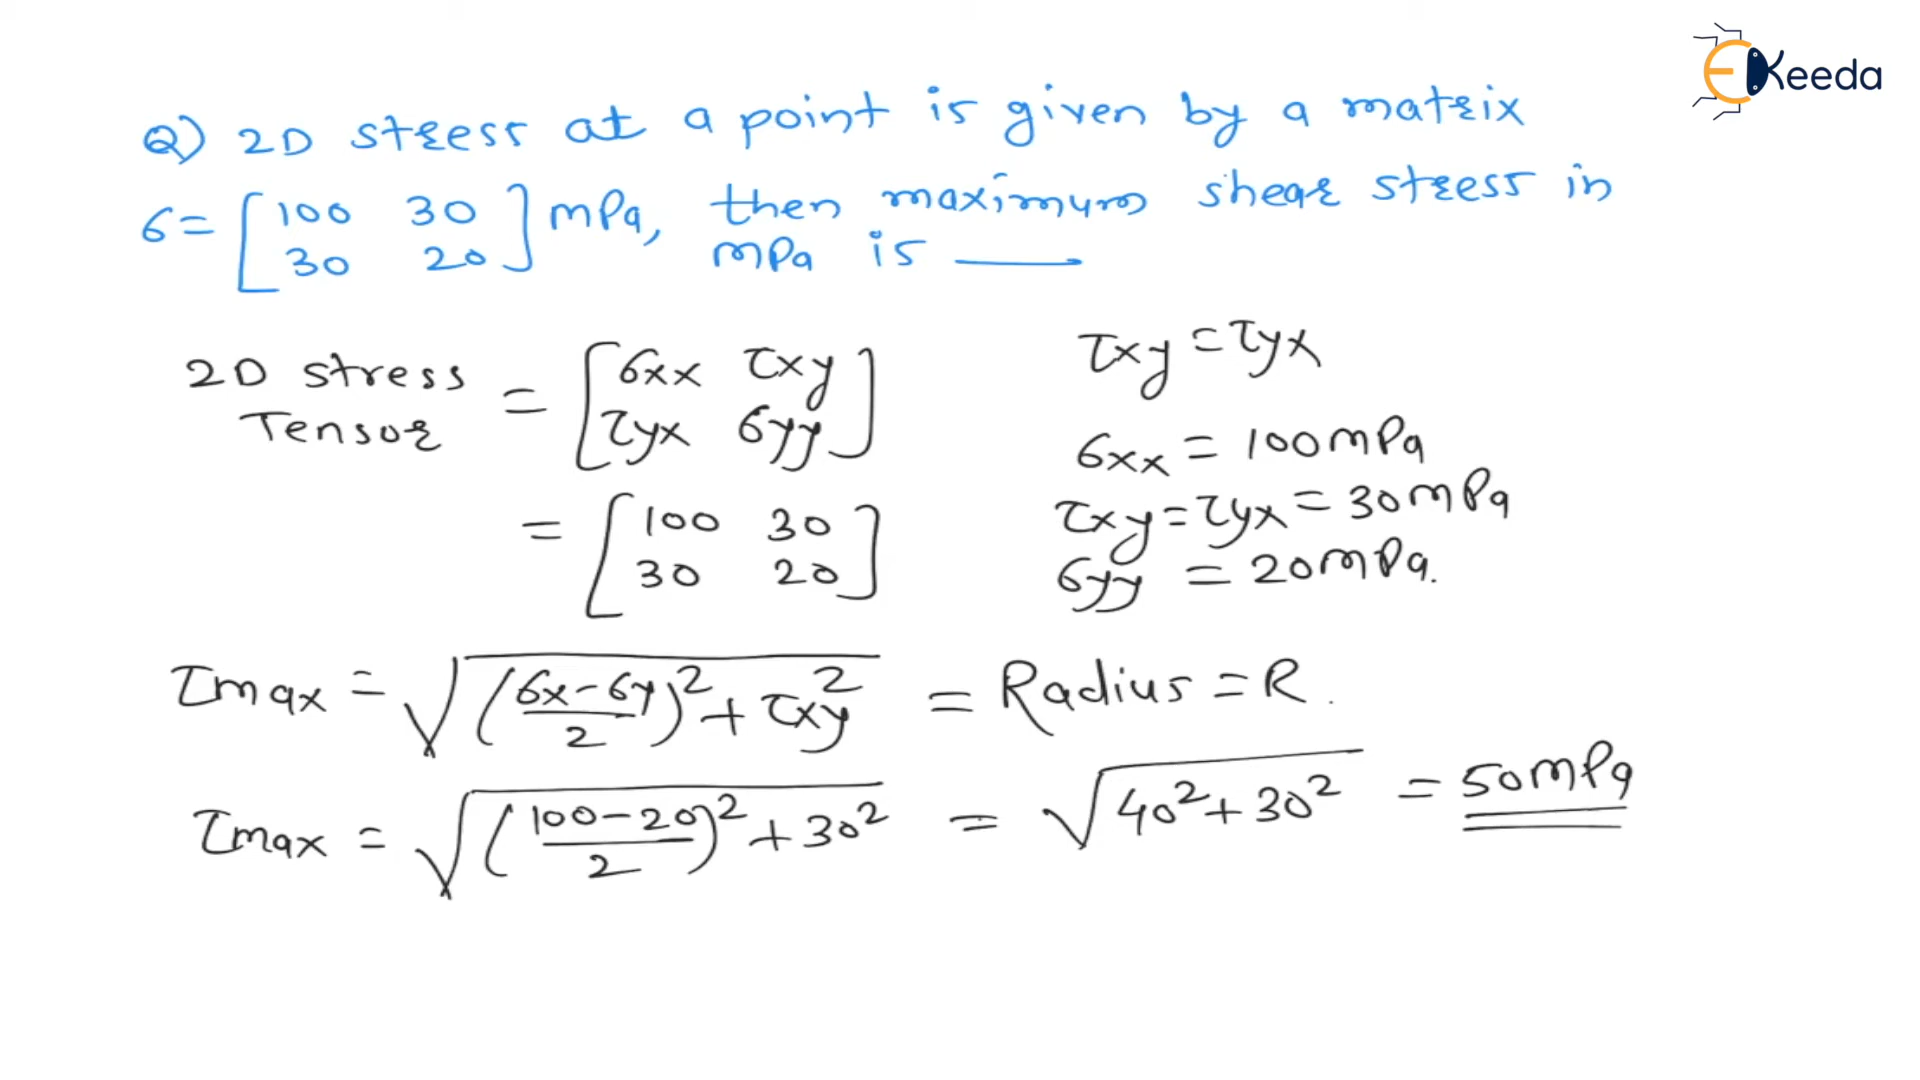 EKeeda
Q) 2D stress at a point is given by a matrix
σ = [100 30] MPa, then maximum shear stress in
[30 20] MPa is ___
2D stress Tensor = [σxx τxy]
[τyx σyy]
= [100 30]
[30 20]
τxy = τyx
σxx = 100 MPa
τxy = τyx = 30 MPa
σyy = 20 MPa.
τmax = √((σx-σy)/2)² + τxy² = Radius = R.
τmax = √((100-20)/2)² + 30² = √40² + 30² = 50 MPa